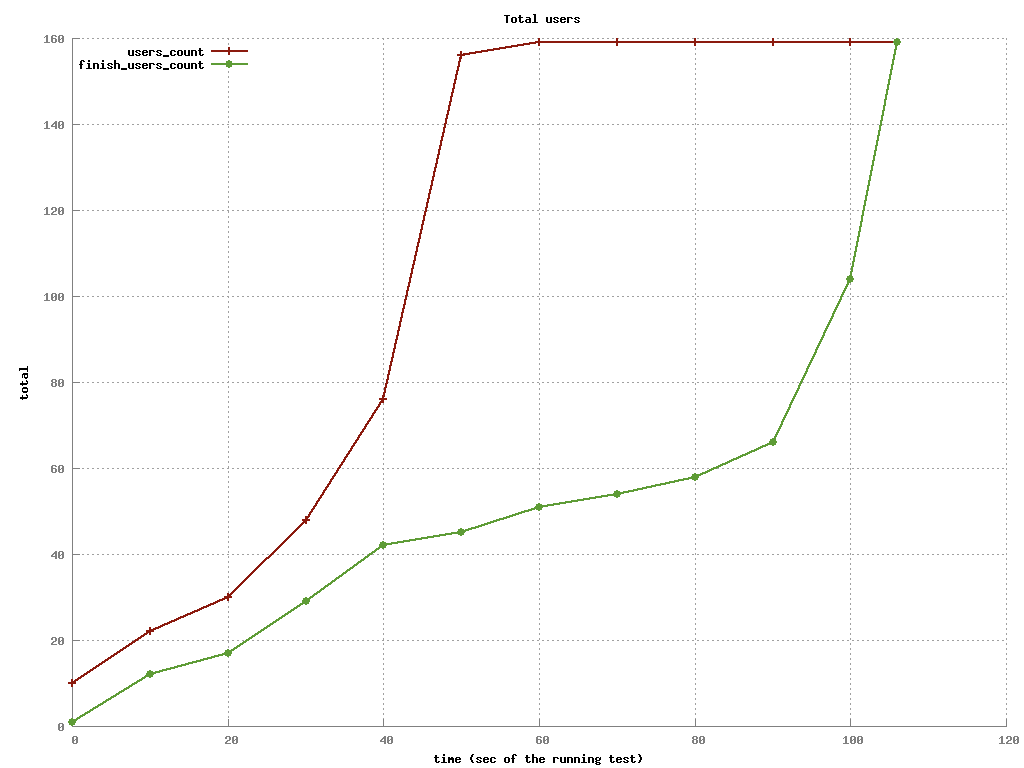 Total users
users_count
finish_users_count
160
140
120
100
80
60
40
20
0
total
0 20 40 60 80 100 120
time (sec of the running test)